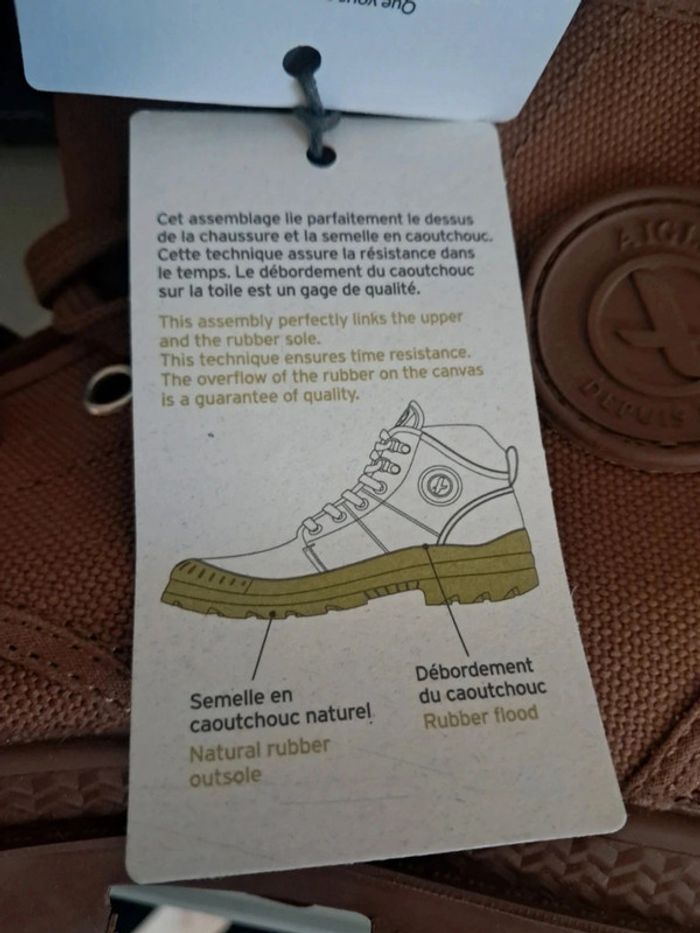 Que vous
Cet assemblage lie parfaitement le dessus
de la chaussure et la semelle en caoutchouc.
Cette technique assure la résistance dans
le temps. Le débordement du caoutchouc
sur la toile est un gage de qualité.
This assembly perfectly links the upper
and the rubber sole.
This technique ensures time resistance.
The overflow of the rubber on the canvas
is a guarantee of quality.
Semelle en
caoutchouc naturel
Natural rubber
outsole
Débordement
du caoutchouc
Rubber flood
DEPUIS